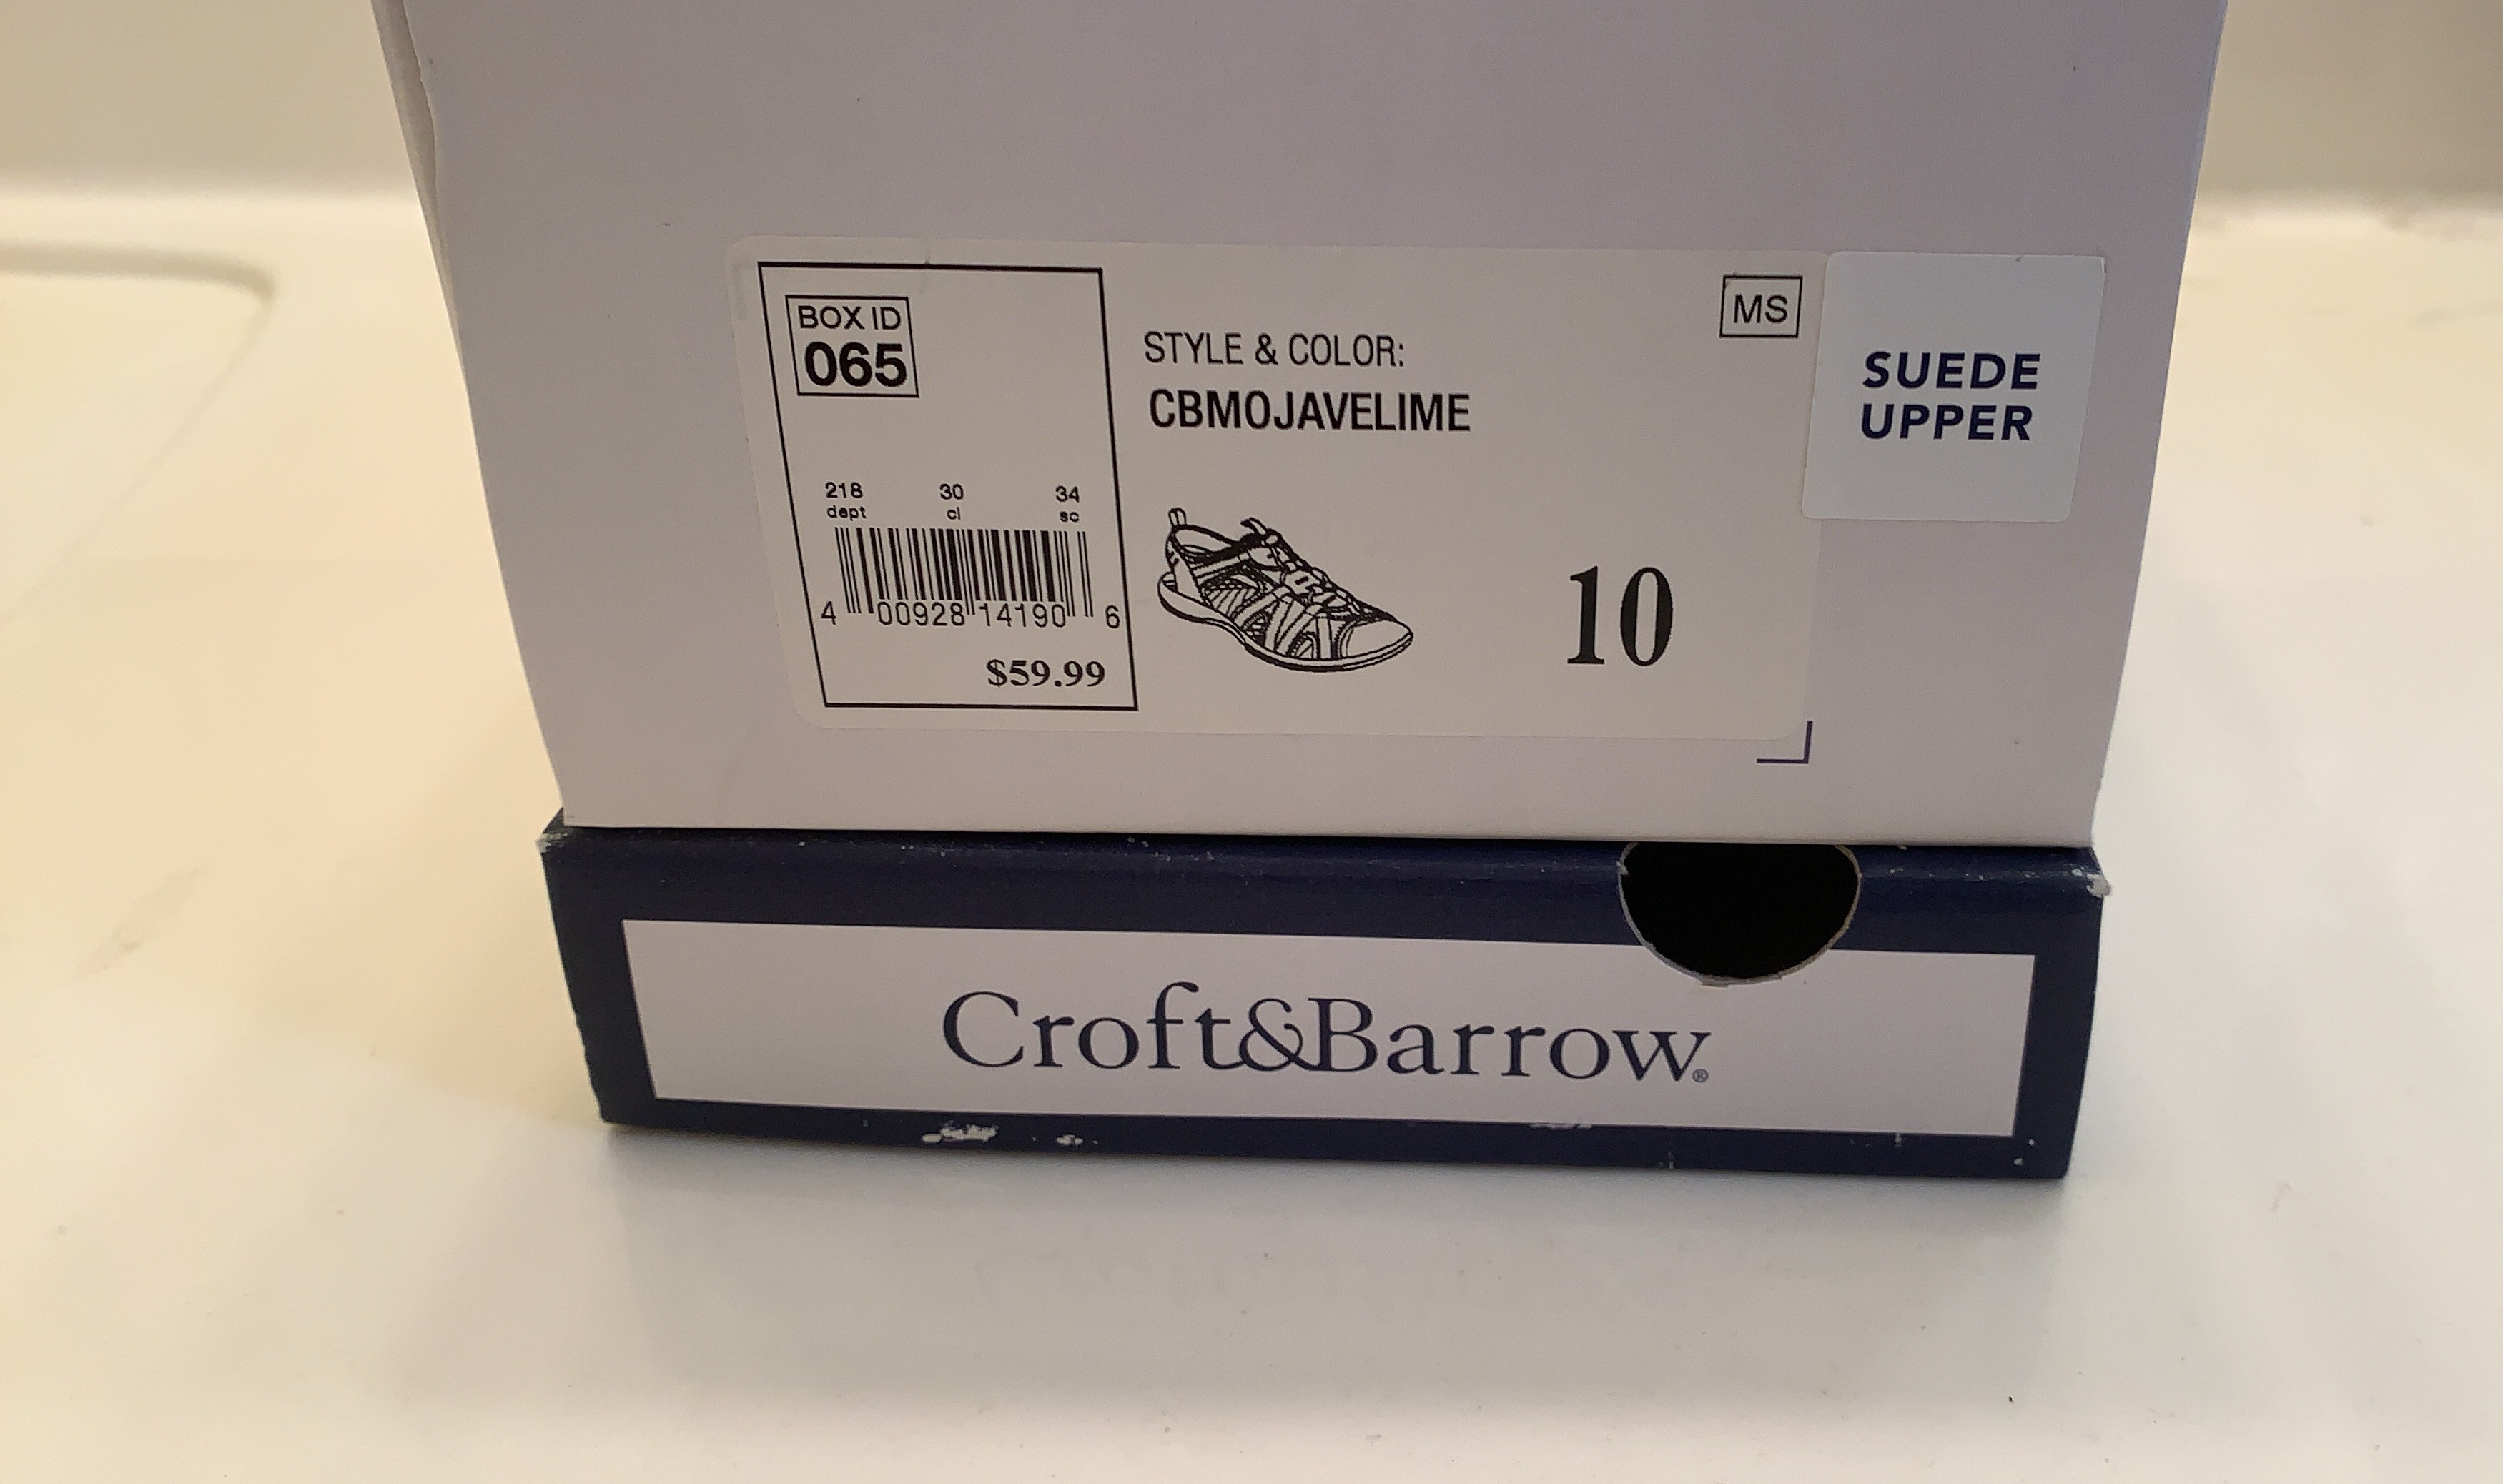 BOX ID
065
218 30 34
dept cl sc
4 00928 14190 6
$59.99
STYLE & COLOR:
CBMOJAVELIME
MS
10
SUEDE
UPPER
Croft&Barrow®